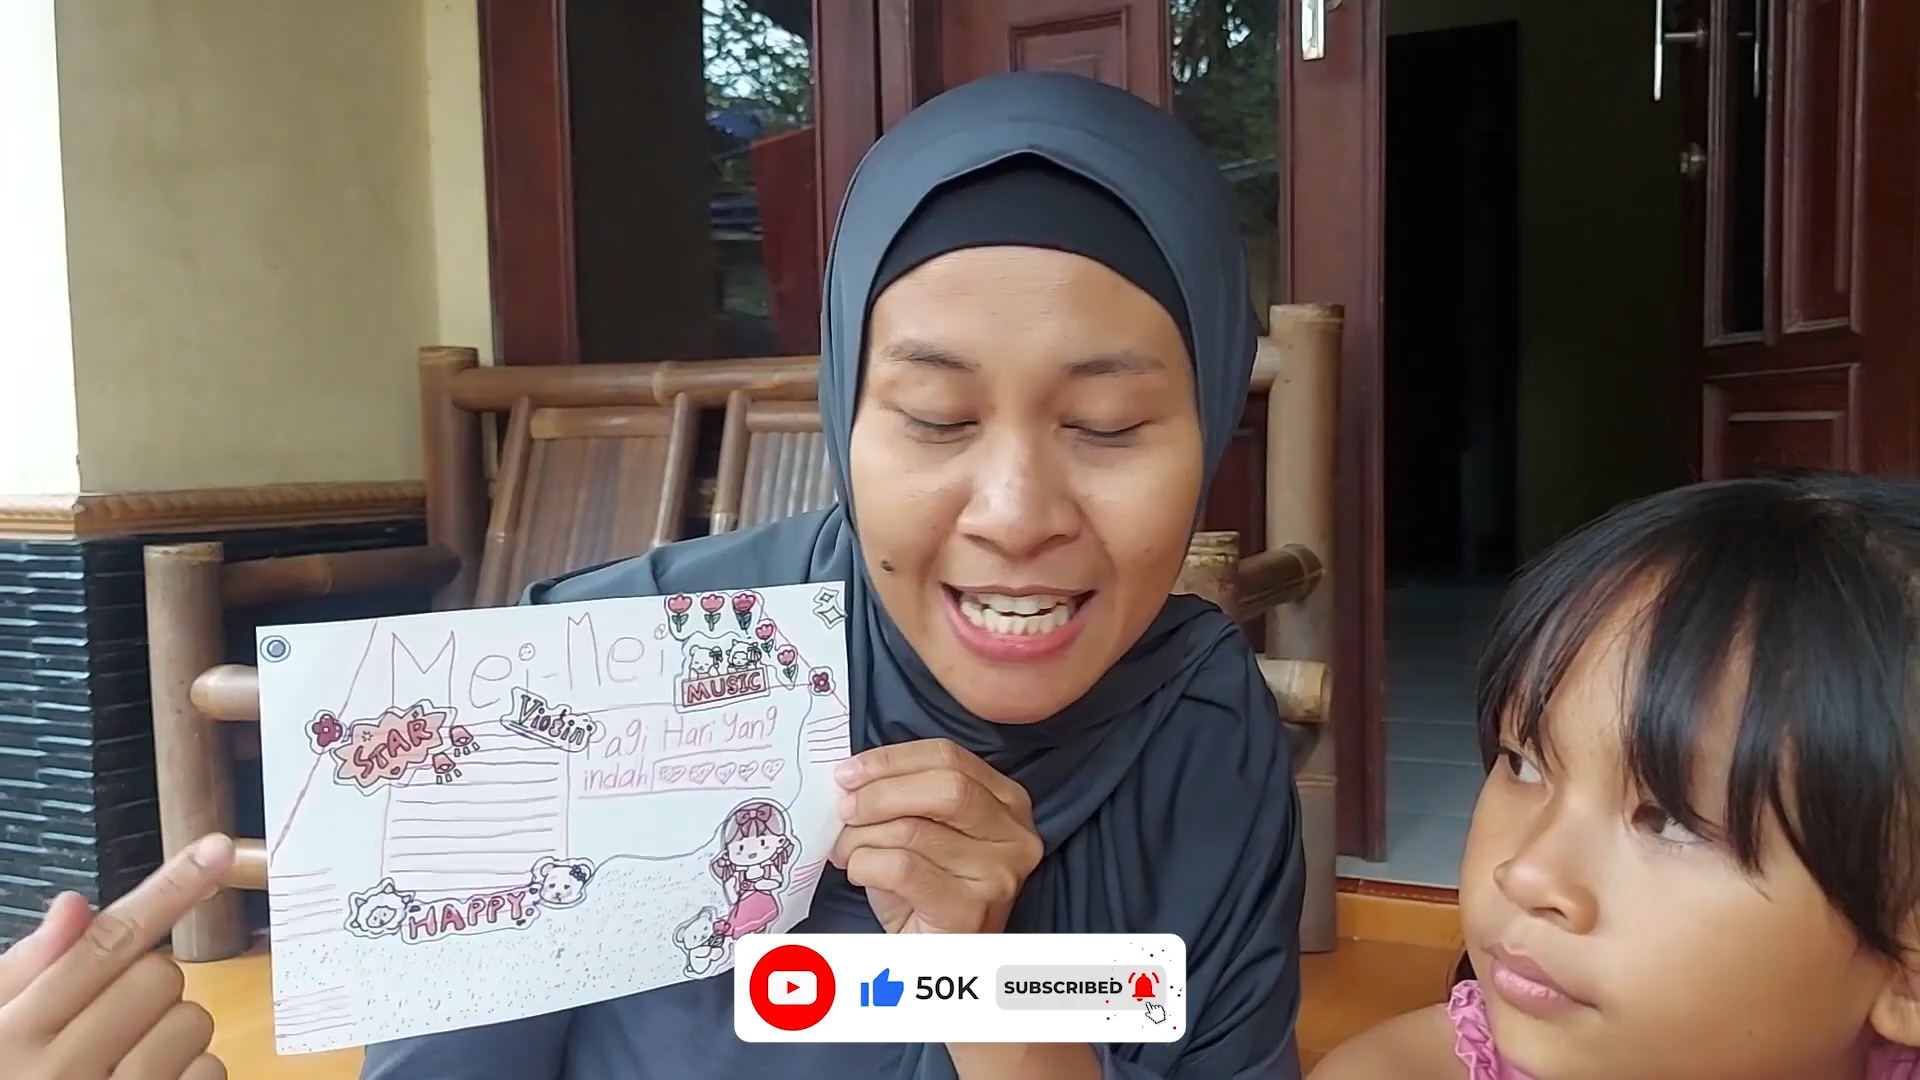 Mei-Mei
MUSIC
STAR
Violin
Pagi Hari Yang
indah
HAPPY
50K
SUBSCRIBED